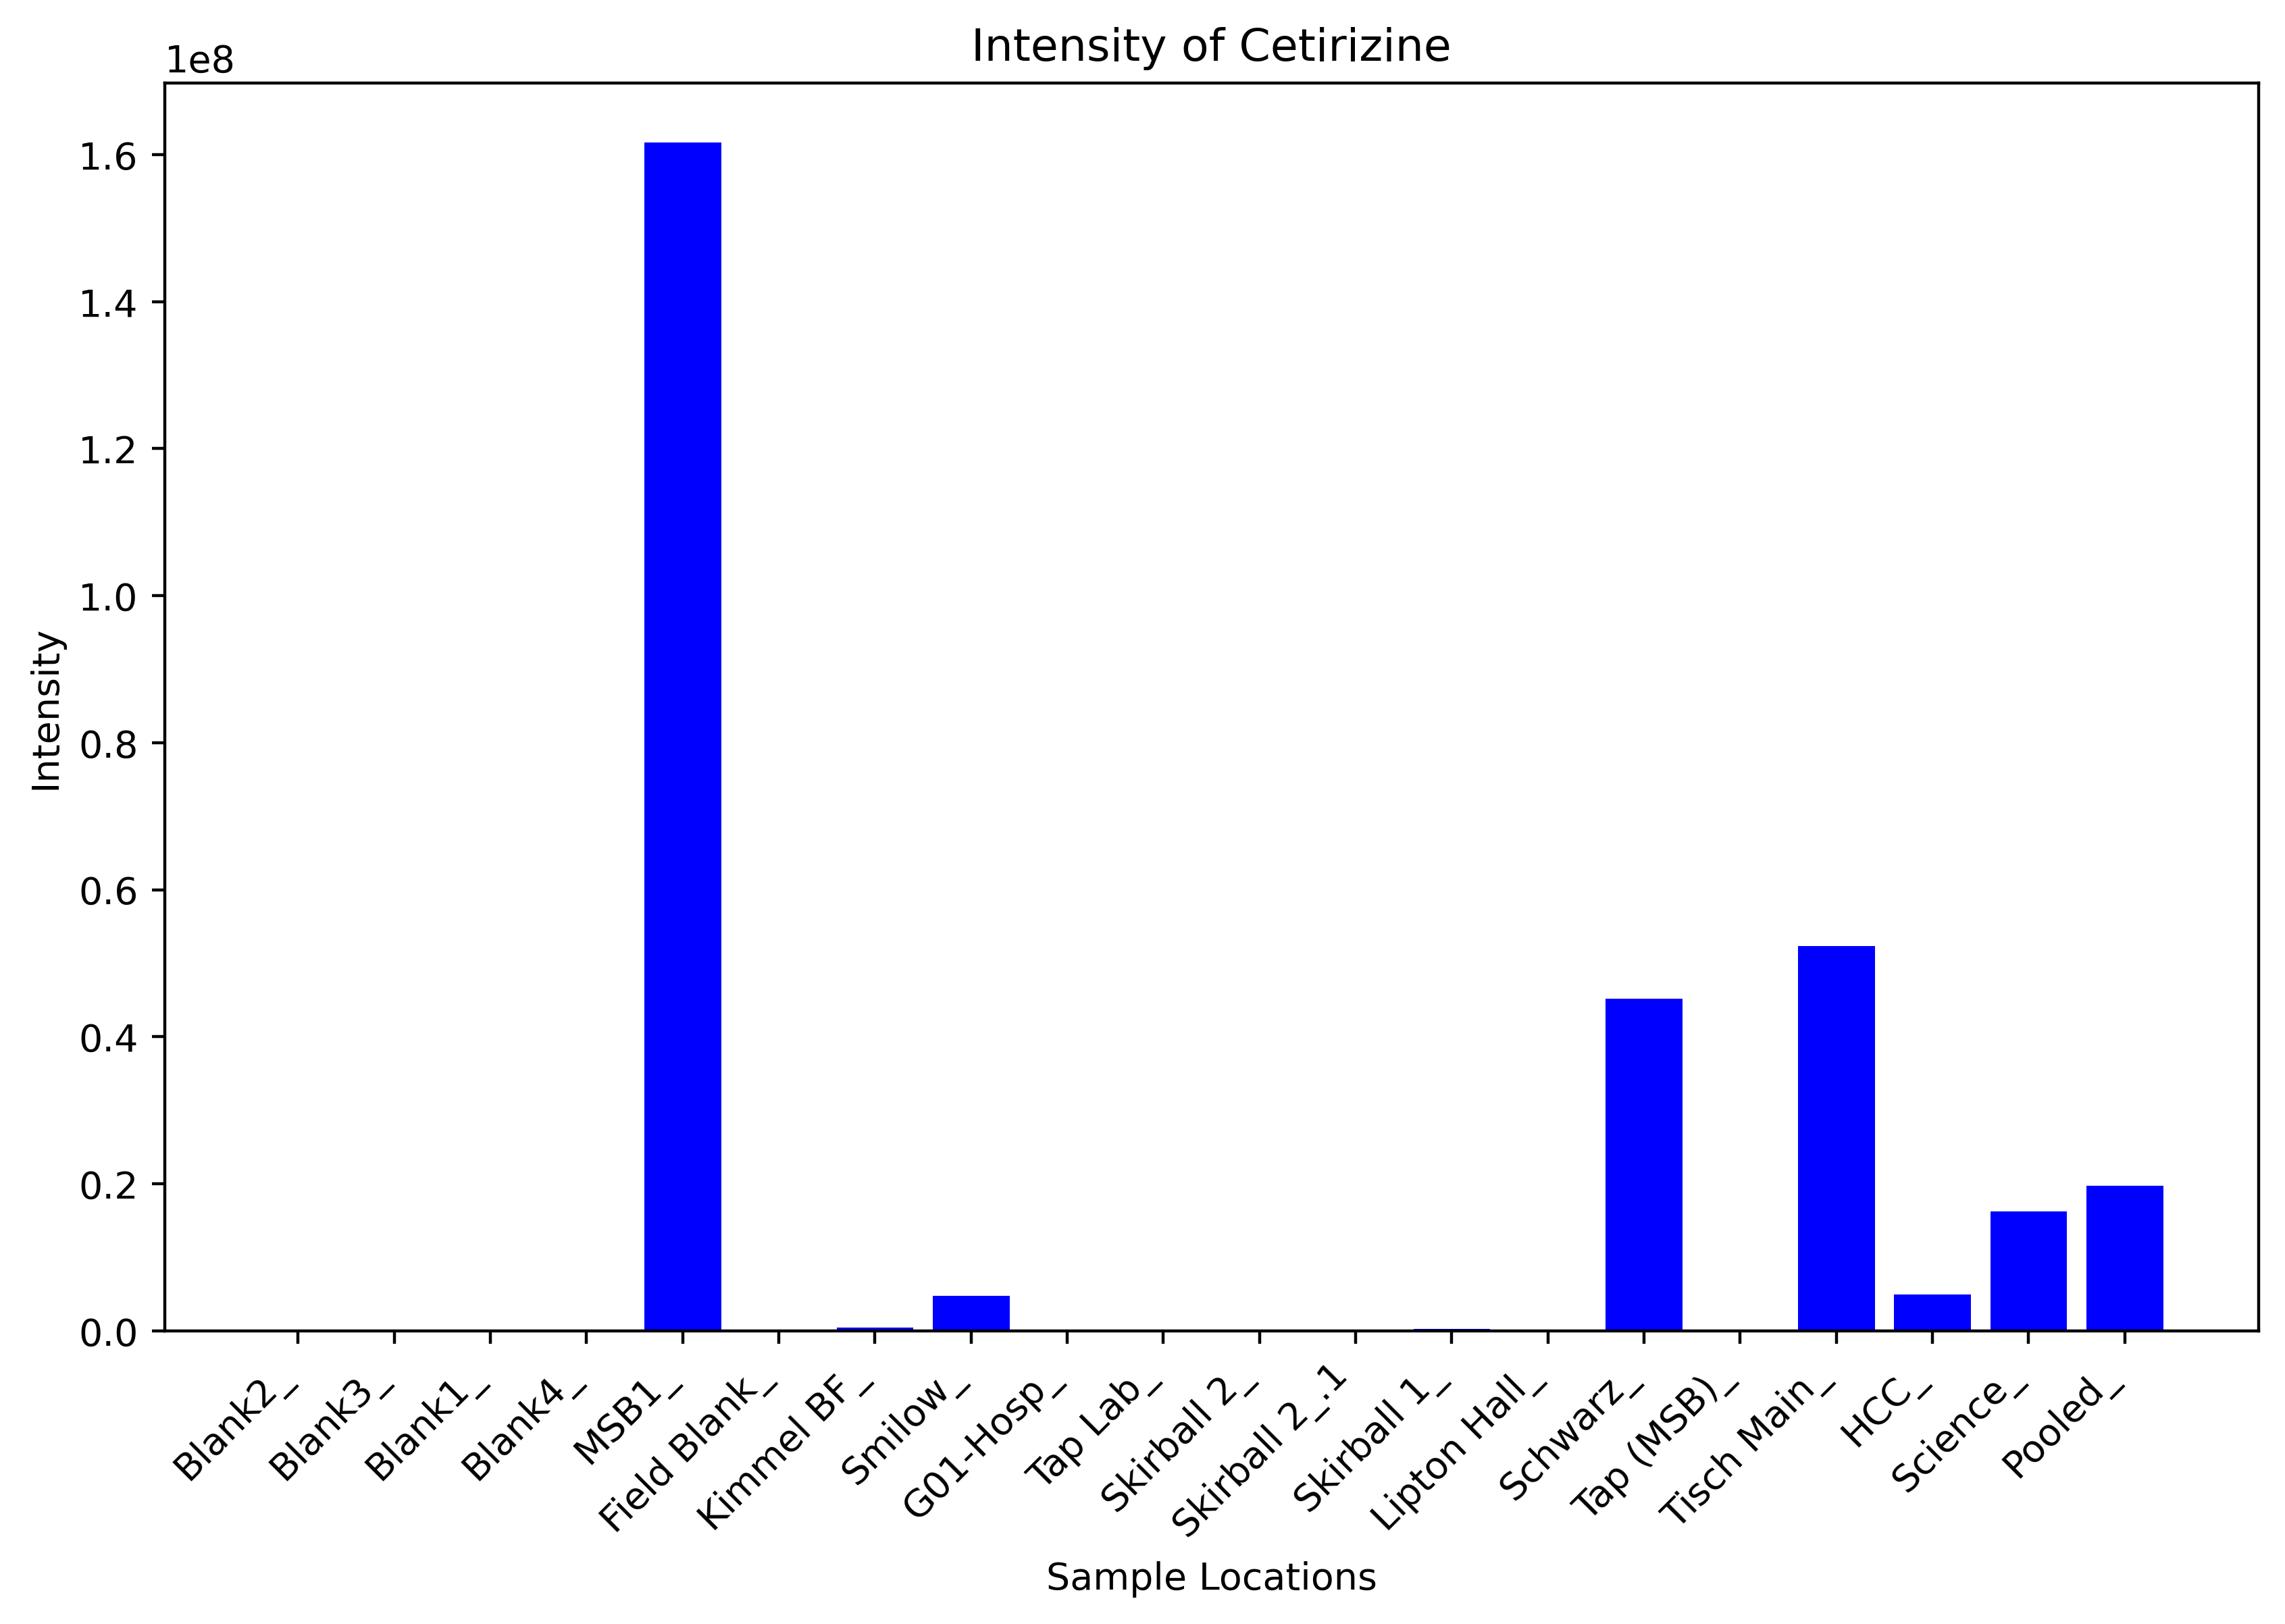 Intensity of Cetirizine
1e8
1.6
1.4
1.2
1.0
0.8
0.6
0.4
0.2
0.0
Intensity
Blank2_
Blank3_
Blank1_
Blank4_
MSB1_
Field Blank_
Kimmel BF_
Smilow_
G01-Hosp_
Tap Lab_
Skirball 2_
Skirball 2_.1
Skirball 1_
Lipton Hall_
Schwarz_
Tap (MSB)_
Tisch Main_
HCC_
Science_
Pooled_
Sample Locations